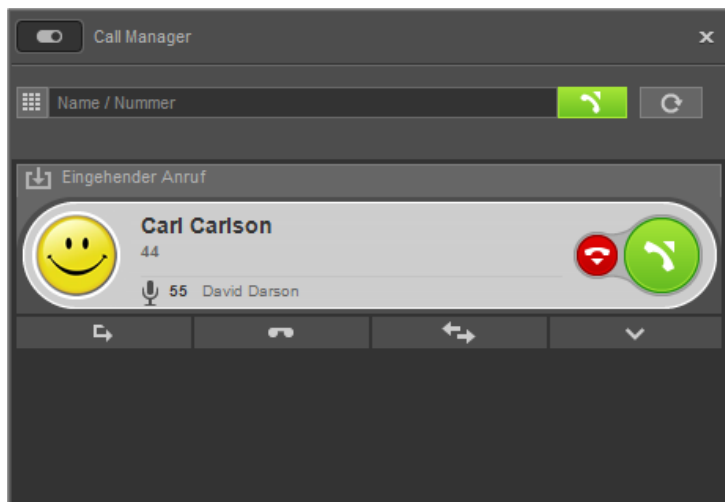 Call Manager
Name / Nummer
Eingehender Anruf
Carl Carlson
44
55 David Darson